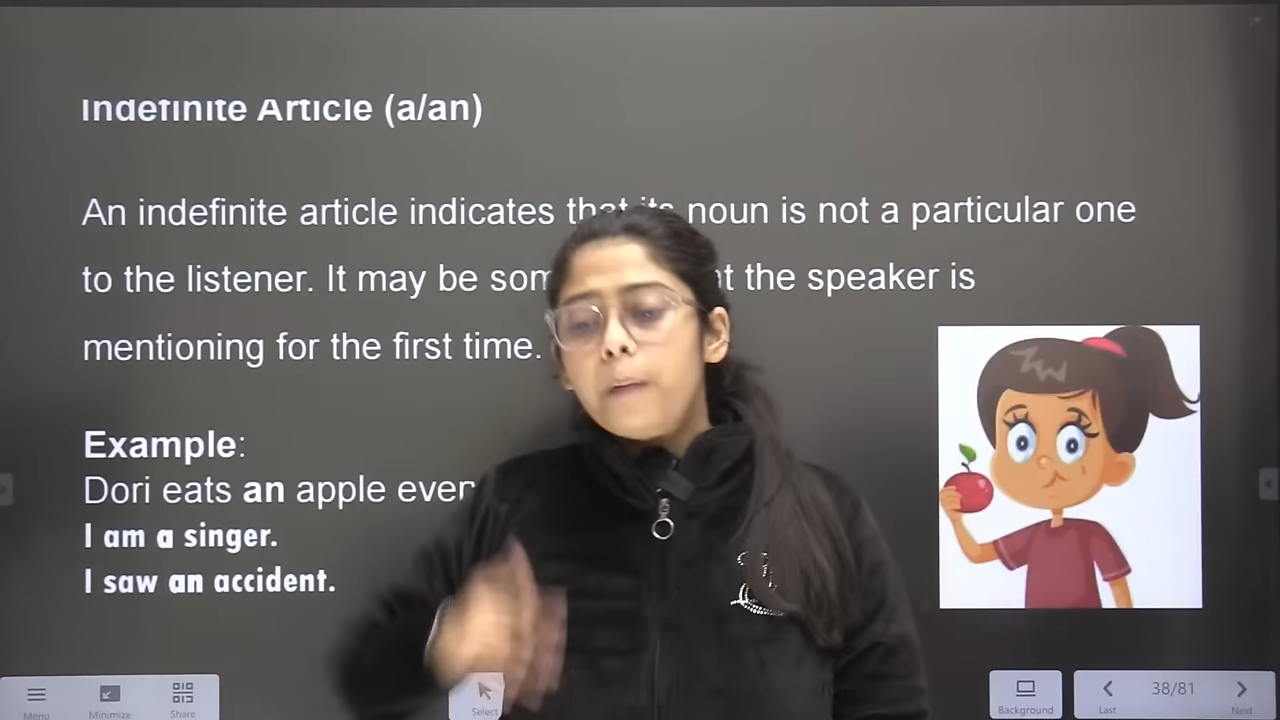 Indefinite Article (a/an)
An indefinite article indicates that its noun is not a particular one
to the listener. It may be som the speaker is
mentioning for the first time.
Example:
Dori eats an apple ever
I am a singer.
I saw an accident.
Menu
Minimize
Share
Select
Background
Last
38/81
Next